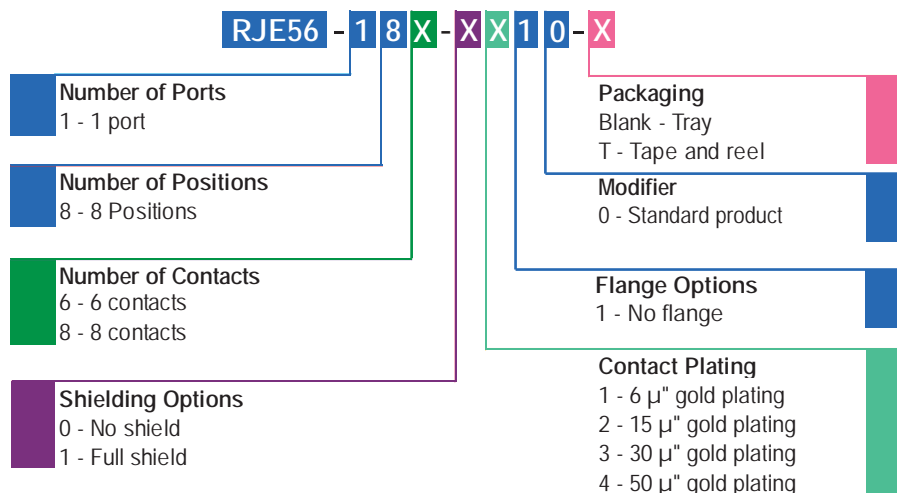 RJE56 - 1 8 X - X X 1 0 - X
Number of Ports
1 - 1 port
Number of Positions
8 - 8 Positions
Number of Contacts
6 - 6 contacts
8 - 8 contacts
Shielding Options
0 - No shield
1 - Full shield
Packaging
Blank - Tray
T - Tape and reel
Modifier
0 - Standard product
Flange Options
1 - No flange
Contact Plating
1 - 6 µ" gold plating
2 - 15 µ" gold plating
3 - 30 µ" gold plating
4 - 50 µ" gold plating